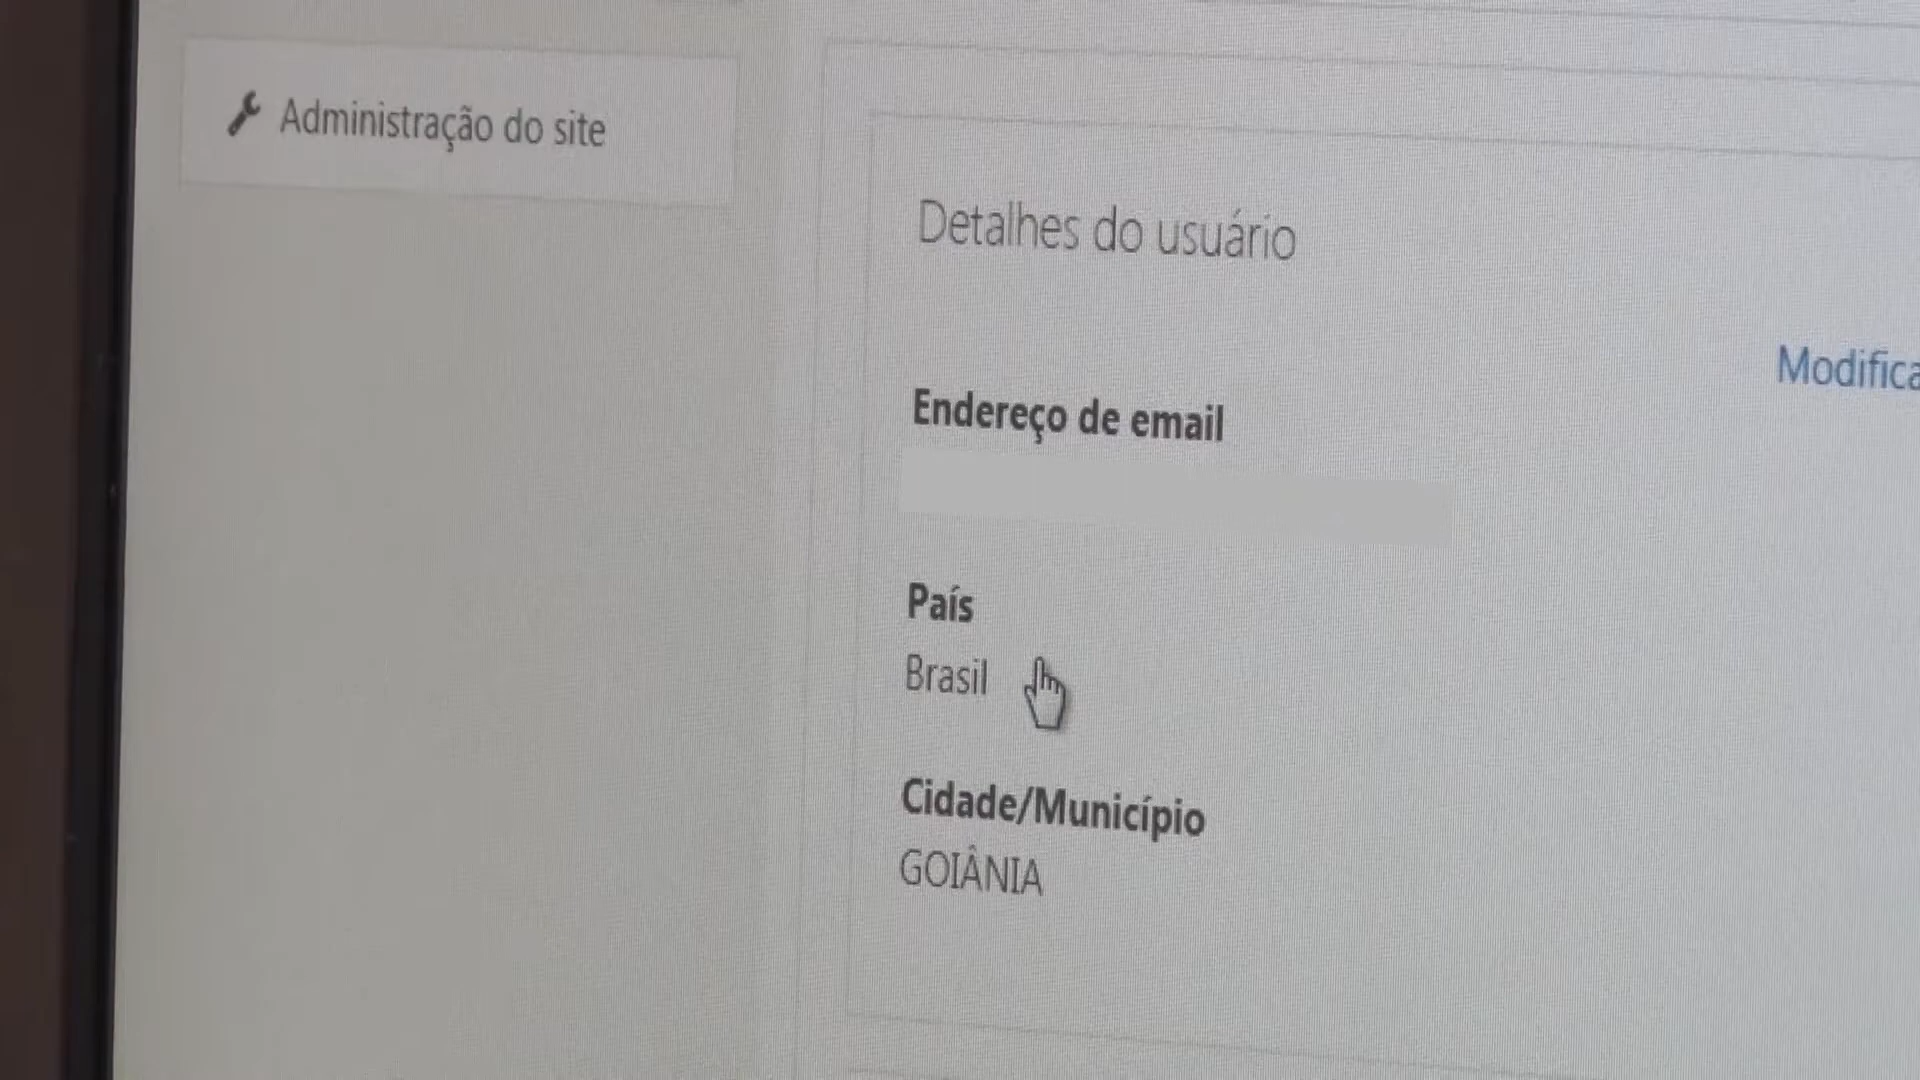 Administração do site
Detalhes do usuário
Modifica
Endereço de email
País
Brasil
Cidade/Município
GOIÂNIA